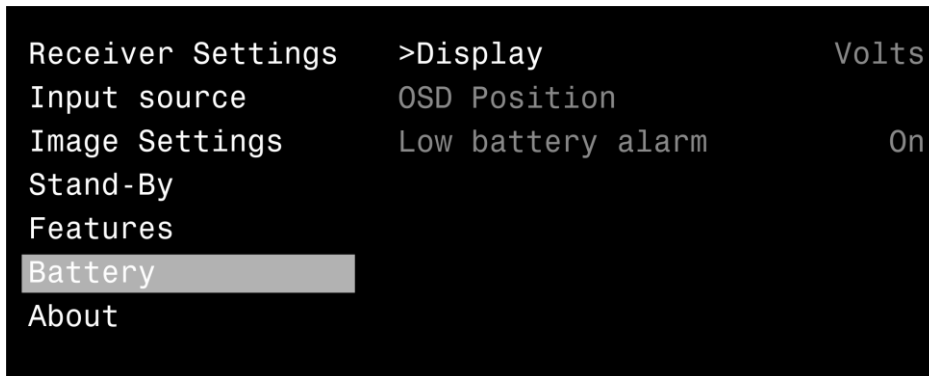 Receiver Settings >Display Volts
Input source OSD Position
Image Settings Low battery alarm On
Stand-By
Features
Battery
About